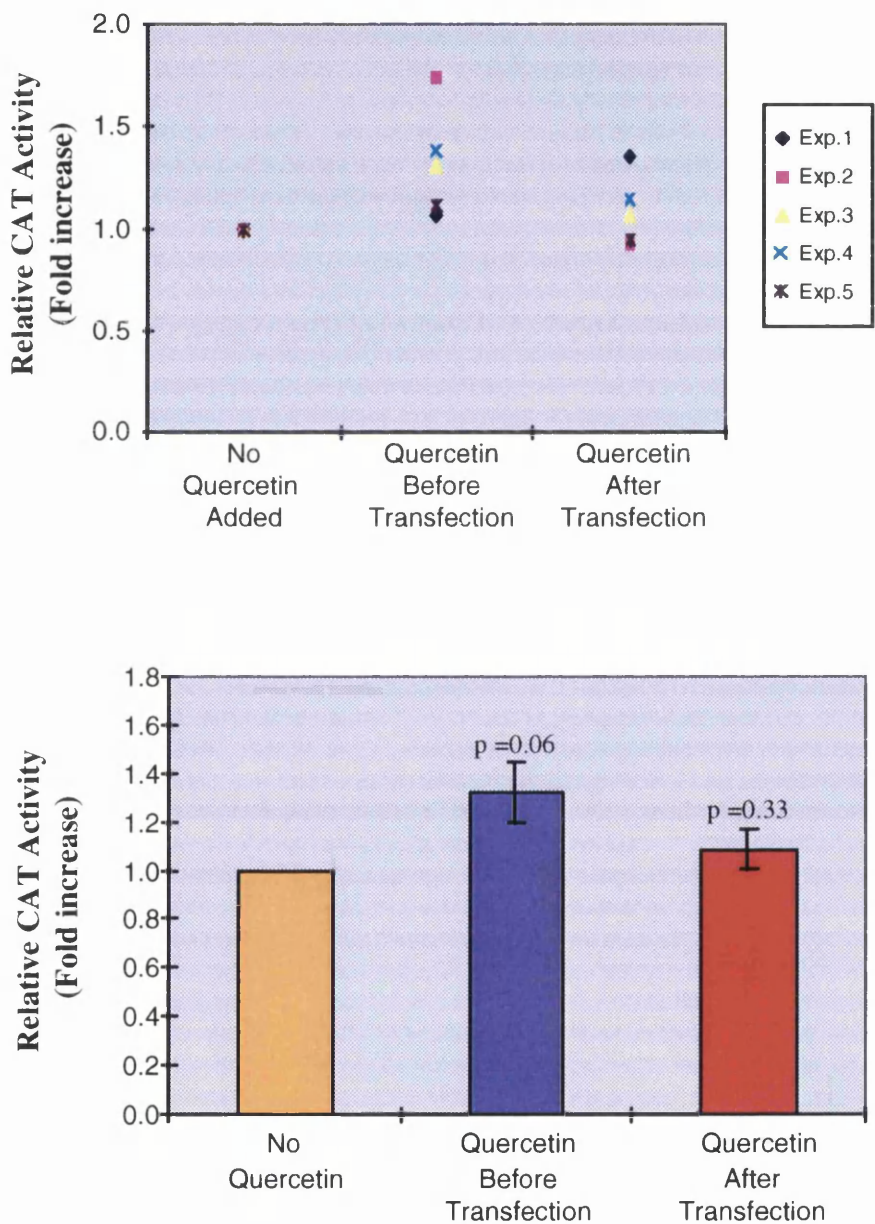 2.0
1.5
1.0
0.5
0.0
Relative CAT Activity
(Fold increase)
No
Quercetin
Added
Quercetin
Before
Transfection
Quercetin
After
Transfection
Exp.1
Exp.2
Exp.3
Exp.4
Exp.5
1.8
1.6
1.4
1.2
1.0
0.8
0.6
0.4
0.2
0.0
Relative CAT Activity
(Fold increase)
p =0.06
p =0.33
No
Quercetin
Quercetin
Before
Transfection
Quercetin
After
Transfection